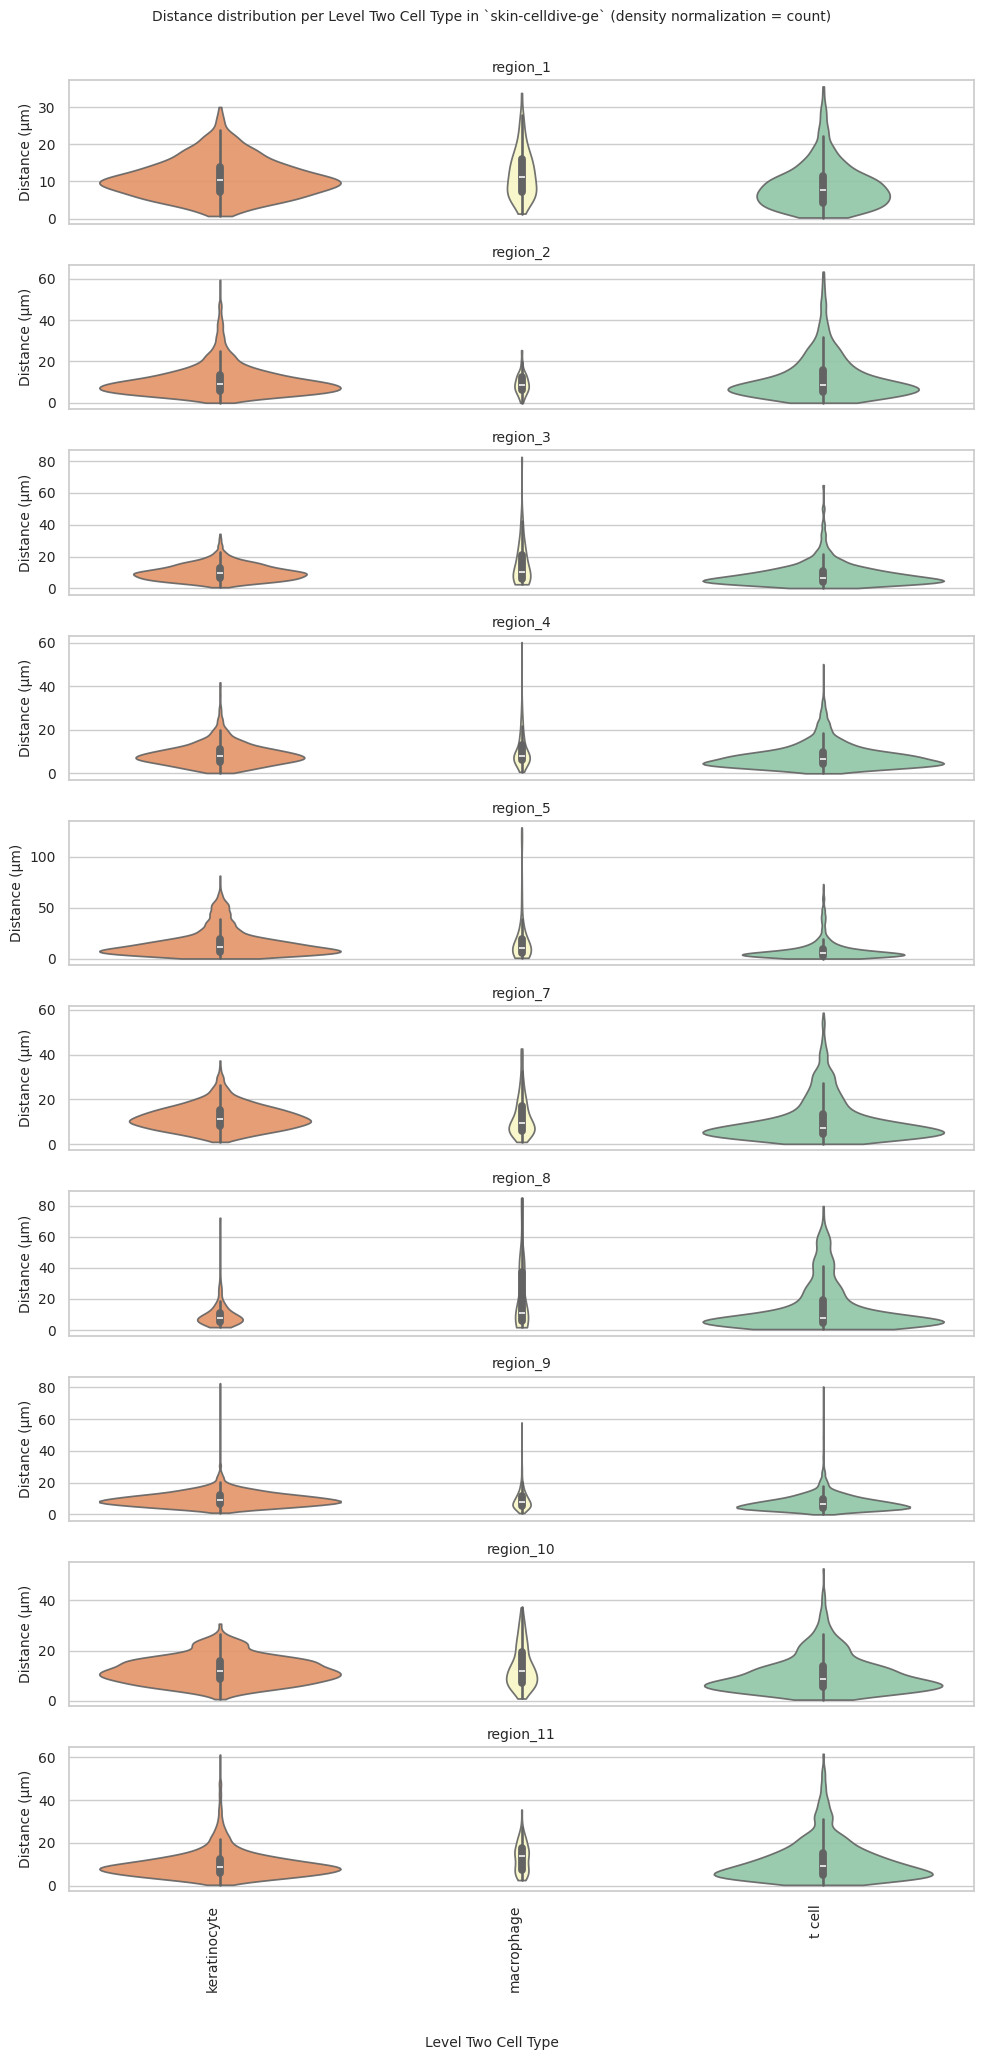 Distance distribution per Level Two Cell Type in `skin-celldive-ge` (density normalization = count)
region_1
Distance (µm)
30
20
10
0
region_2
Distance (µm)
60
40
20
0
region_3
Distance (µm)
80
60
40
20
0
region_4
Distance (µm)
60
40
20
0
region_5
Distance (µm)
100
50
0
region_7
Distance (µm)
60
40
20
0
region_8
Distance (µm)
80
60
40
20
0
region_9
Distance (µm)
80
60
40
20
0
region_10
Distance (µm)
40
20
0
region_11
Distance (µm)
60
40
20
0
keratinocyte
macrophage
t cell
Level Two Cell Type